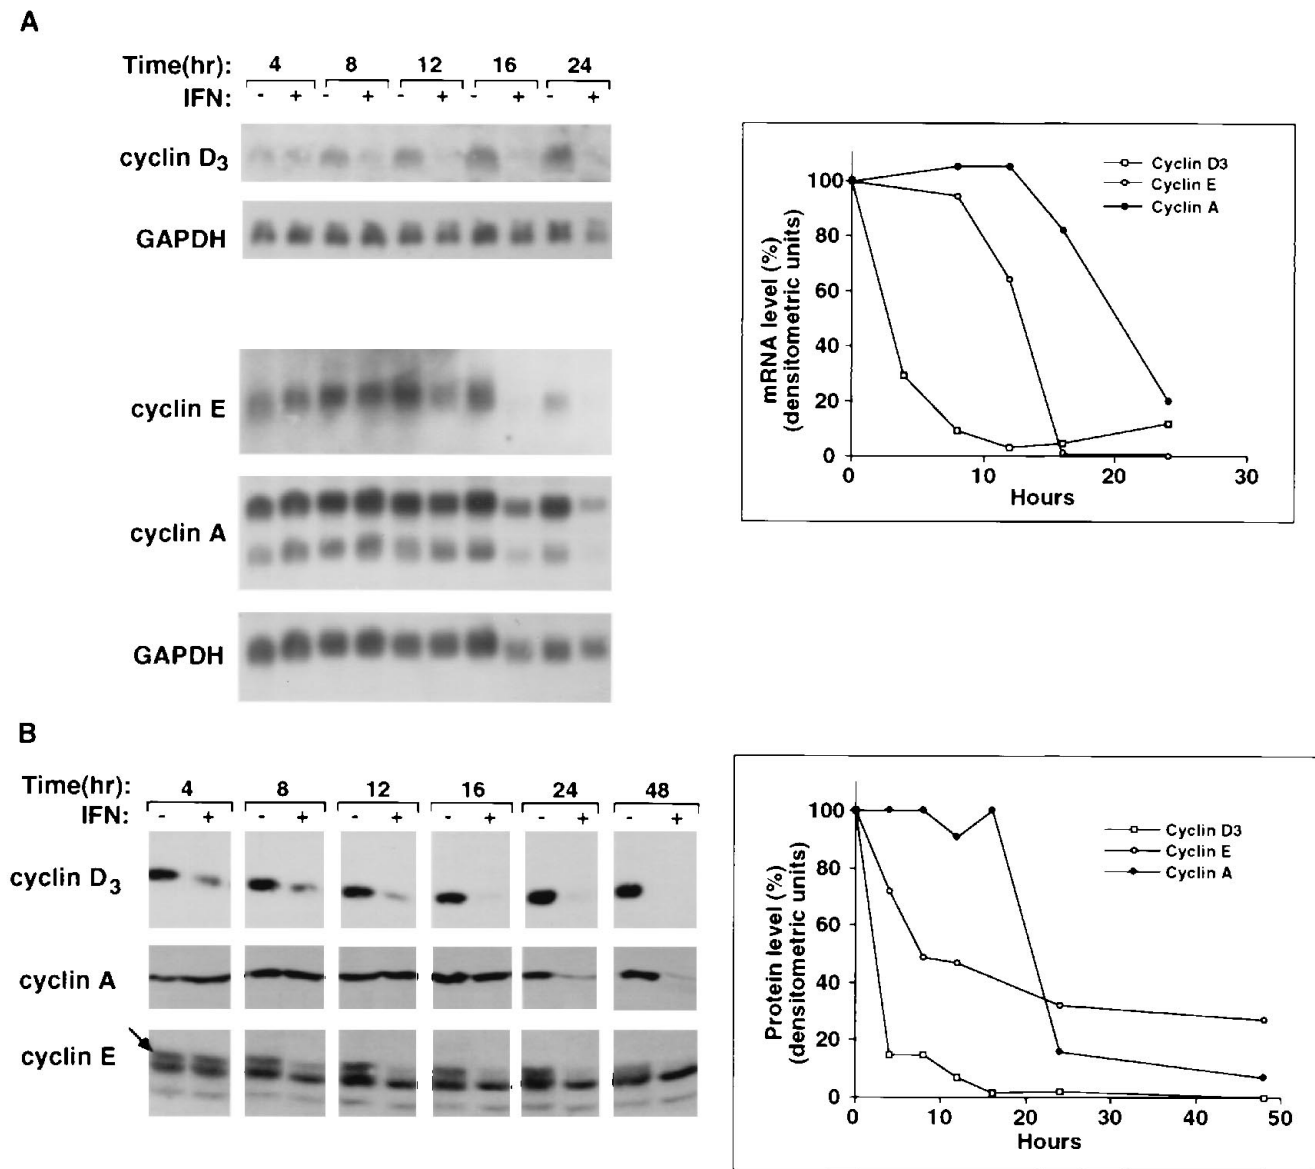 A
Time(hr): 4 8 12 16 24
IFN: - + - + - + - + - +
cyclin D3
GAPDH
cyclin E
cyclin A
GAPDH
Cyclin D3
Cyclin E
Cyclin A
mRNA level (%)
(densitometric units)
100
80
60
40
20
0
0 10 20 30
Hours
B
Time(hr): 4 8 12 16 24 48
IFN: - + - + - + - + - + - +
cyclin D3
cyclin A
cyclin E
Cyclin D3
Cyclin E
Cyclin A
Protein level (%)
(densitometric units)
100
80
60
40
20
0
0 10 20 30 40 50
Hours